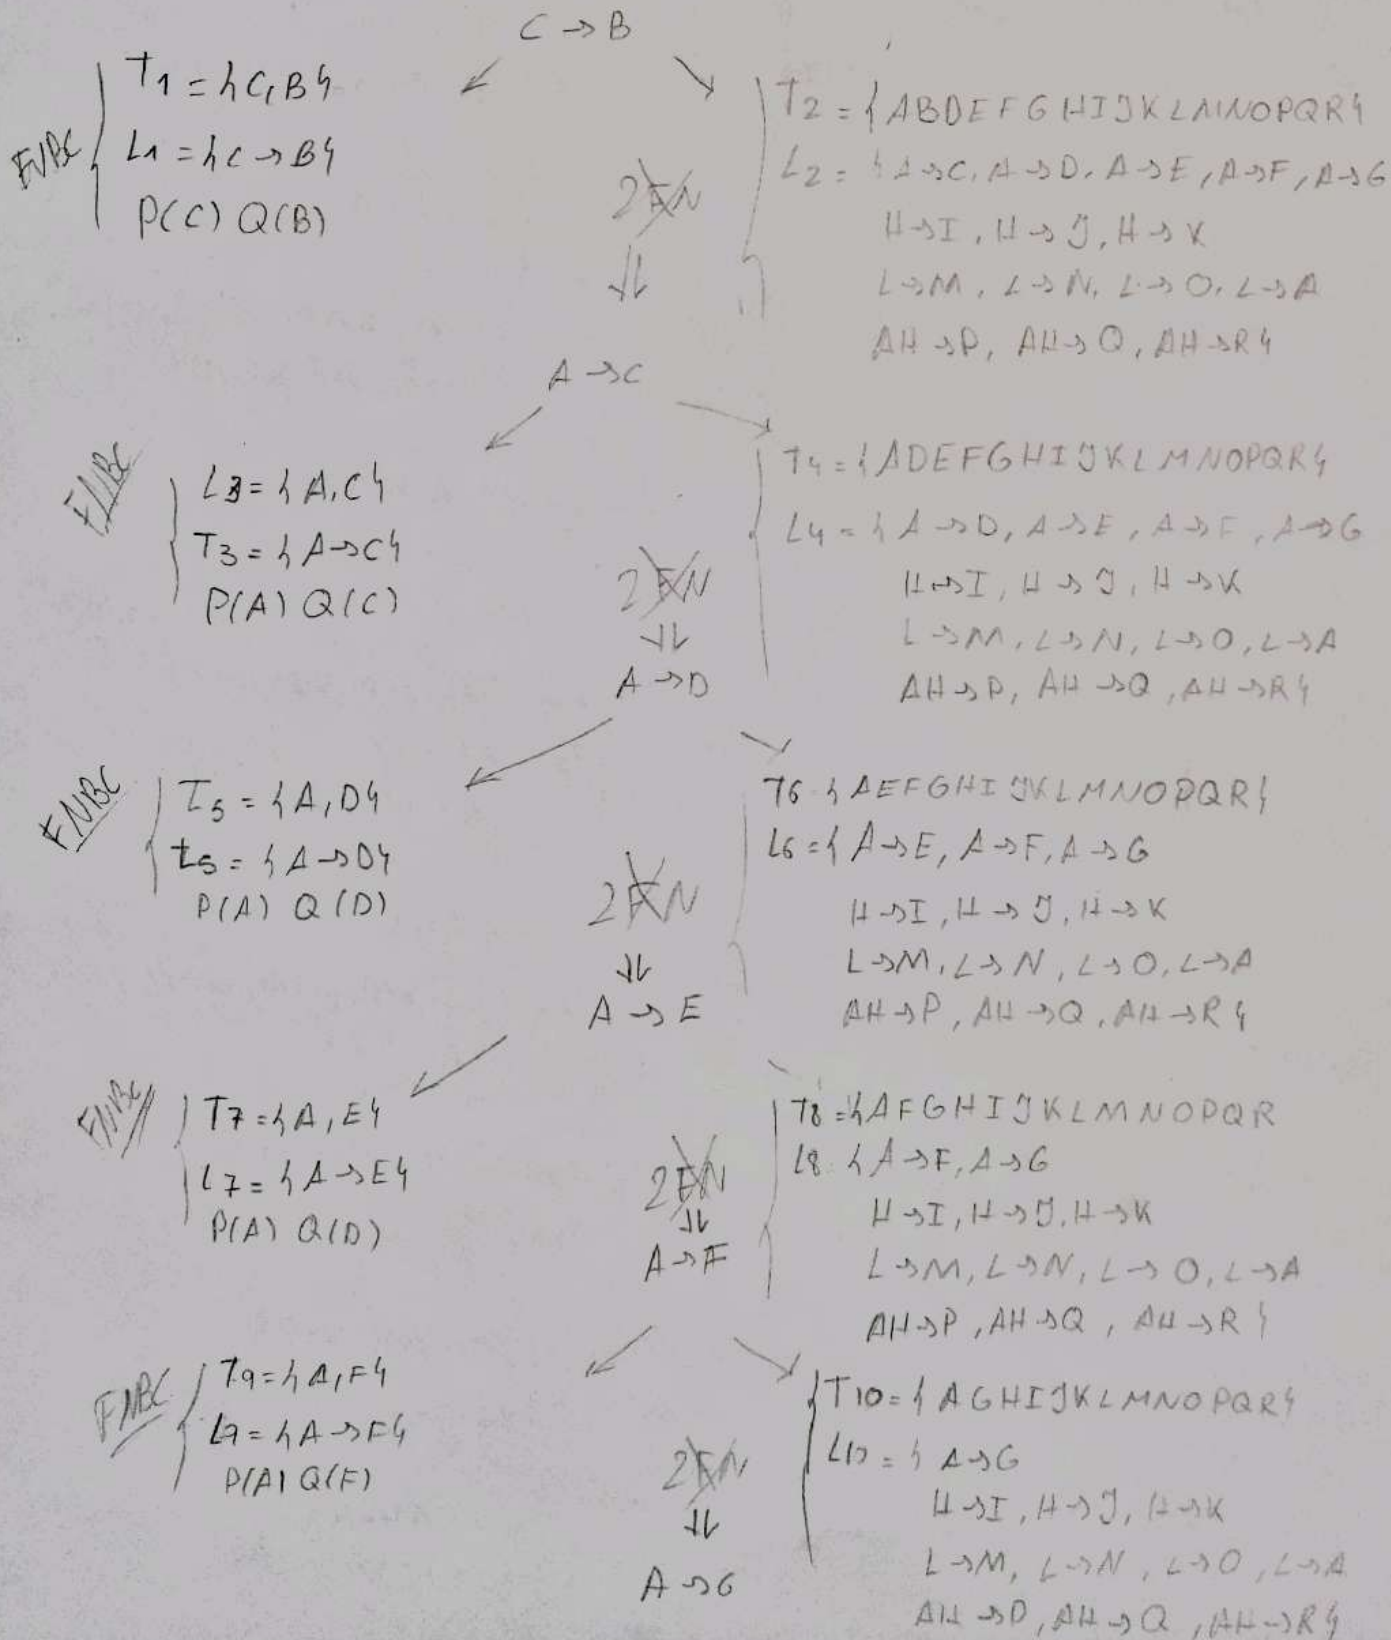 C → B
FNBC
T1 = {C,B}
L1 = {C → B}
P(C) Q(B)
2FN
T2 = {ABDEFGHIJKLMNOPQR}
L2 = {A→C, A→D, A→E, A→F, A→G
H→I, H→J, H→K
L→M, L→N, L→O, L→A
AH→P, AH→Q, AH→R}
A → C
FNBC
L3 = {A,C}
T3 = {A→C}
P(A) Q(C)
2FN
T4 = {ADEFGHIJKLMNOPQR}
L4 = {A→D, A→E, A→F, A→G
H→I, H→J, H→K
L→M, L→N, L→O, L→A
AH→P, AH→Q, AH→R}
A → D
FNBC
T5 = {A,D}
L5 = {A→D}
P(A) Q(D)
2FN
T6 {AEFGHIJKLMNOPQR}
L6 = {A→E, A→F, A→G
H→I, H→J, H→K
L→M, L→N, L→O, L→A
AH→P, AH→Q, AH→R}
A → E
FNBC
T7 = {A,E}
L7 = {A→E}
P(A) Q(D)
2FN
T8 = {AFGHIJKLMNOPQR
L8 {A→F, A→G
H→I, H→J, H→K
L→M, L→N, L→O, L→A
AH→P, AH→Q, AH→R}
A → F
FNBC
T9 = {A,F}
L9 = {A→F}
P(A) Q(F)
2FN
T10 = {AGHIJKLMNOPQR}
L10 = {A→G
H→I, H→J, H→K
L→M, L→N, L→O, L→A
AH→P, AH→Q, AH→R}
A → G